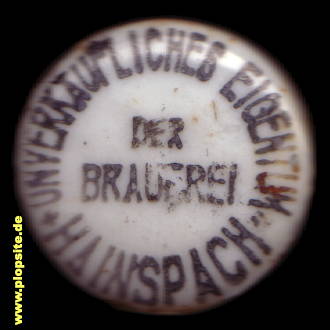 UNVERKÄUFLICHES EIGENTUM
DER
BRAUEREI
* HAINSPACH *
www.plopsite.de